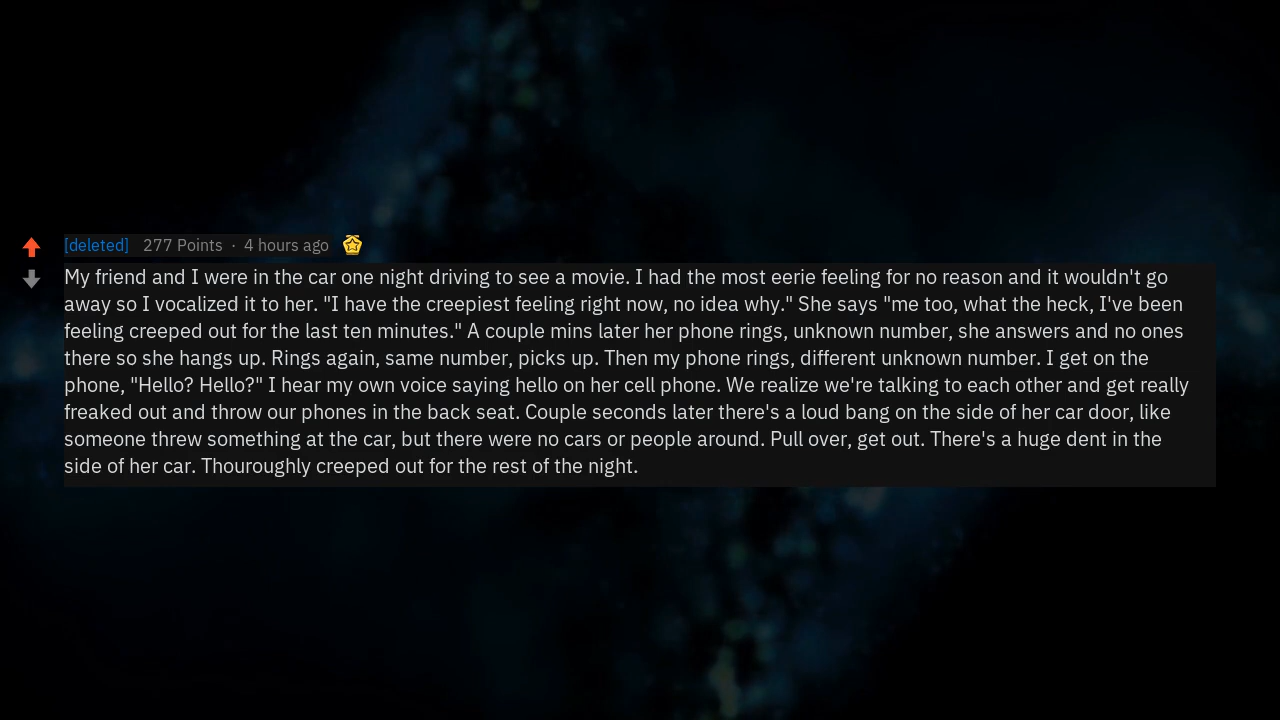 [deleted] 277 Points · 4 hours ago
My friend and I were in the car one night driving to see a movie. I had the most eerie feeling for no reason and it wouldn't go
away so I vocalized it to her. "I have the creepiest feeling right now, no idea why." She says "me too, what the heck, I've been
feeling creeped out for the last ten minutes." A couple mins later her phone rings, unknown number, she answers and no ones
there so she hangs up. Rings again, same number, picks up. Then my phone rings, different unknown number. I get on the
phone, "Hello? Hello?" I hear my own voice saying hello on her cell phone. We realize we're talking to each other and get really
freaked out and throw our phones in the back seat. Couple seconds later there's a loud bang on the side of her car door, like
someone threw something at the car, but there were no cars or people around. Pull over, get out. There's a huge dent in the
side of her car. Thouroughly creeped out for the rest of the night.